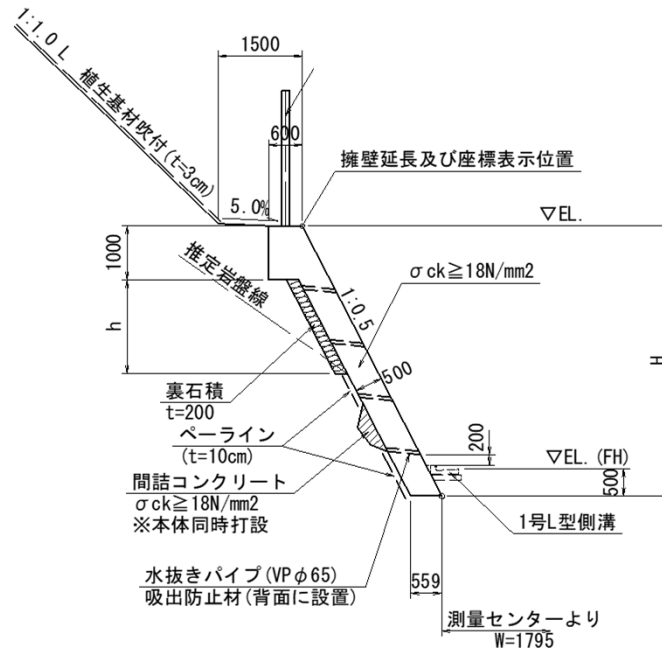 1:1.0 L
植生基材吹付(t=3cm)
1500
600
擁壁延長及び座標表示位置
5.0%
▽EL.
1000
推定岩盤線
h
1:0.5
σck≧18N/mm2
H
500
裏石積
t=200
ペーライン
(t=10cm)
200
▽EL.(FH)
500
間詰コンクリート
σck≧18N/mm2
※本体同時打設
1号L型側溝
水抜きパイプ(VPφ65)
吸出防止材(背面に設置)
559
測量センターより
W=1795